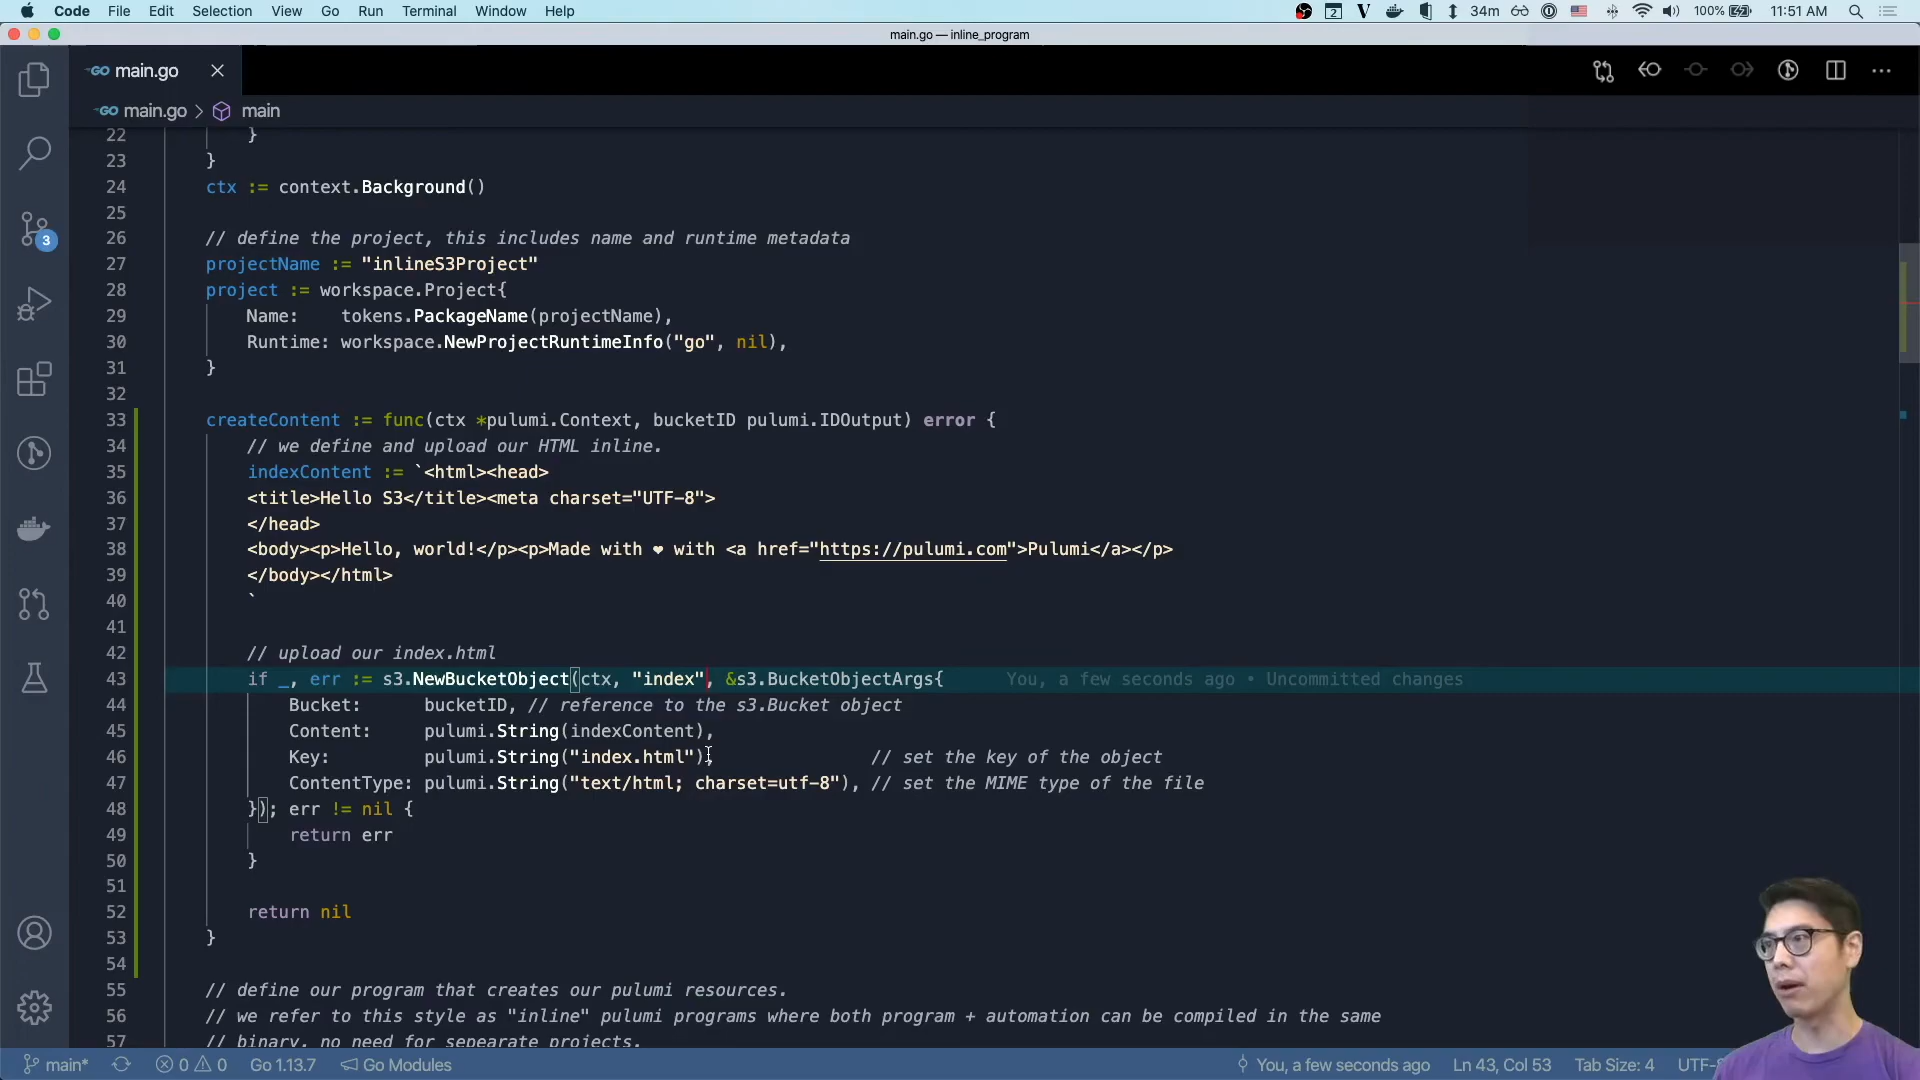 Code File Edit Selection View Go Run Terminal Window Help
2 34m 100% 11:51 AM
main.go — inline_program
GO main.go
GO main.go > main
3
22 }
23 }
24 ctx := context.Background()
25
26 // define the project, this includes name and runtime metadata
27 projectName := "inlineS3Project"
28 project := workspace.Project{
29 Name: tokens.PackageName(projectName),
30 Runtime: workspace.NewProjectRuntimeInfo("go", nil),
31 }
32
33 createContent := func(ctx *pulumi.Context, bucketID pulumi.IDOutput) error {
34 // we define and upload our HTML inline.
35 indexContent := `<html><head>
36 <title>Hello S3</title><meta charset="UTF-8">
37 </head>
38 <body><p>Hello, world!</p><p>Made with ❤ with <a href="https://pulumi.com">Pulumi</a></p>
39 </body></html>
40 `
41
42 // upload our index.html
43 if _, err := s3.NewBucketObject(ctx, "index", &s3.BucketObjectArgs{ You, a few seconds ago • Uncommitted changes
44 Bucket: bucketID, // reference to the s3.Bucket object
45 Content: pulumi.String(indexContent),
46 Key: pulumi.String("index.html"), // set the key of the object
47 ContentType: pulumi.String("text/html; charset=utf-8"), // set the MIME type of the file
48 }); err != nil {
49 return err
50 }
51
52 return nil
53 }
54
55 // define our program that creates our pulumi resources.
56 // we refer to this style as "inline" pulumi programs where both program + automation can be compiled in the same
57 // binary. no need for sepearate projects.
main* 0 0 Go 1.13.7 Go Modules You, a few seconds ago Ln 43, Col 53 Tab Size: 4